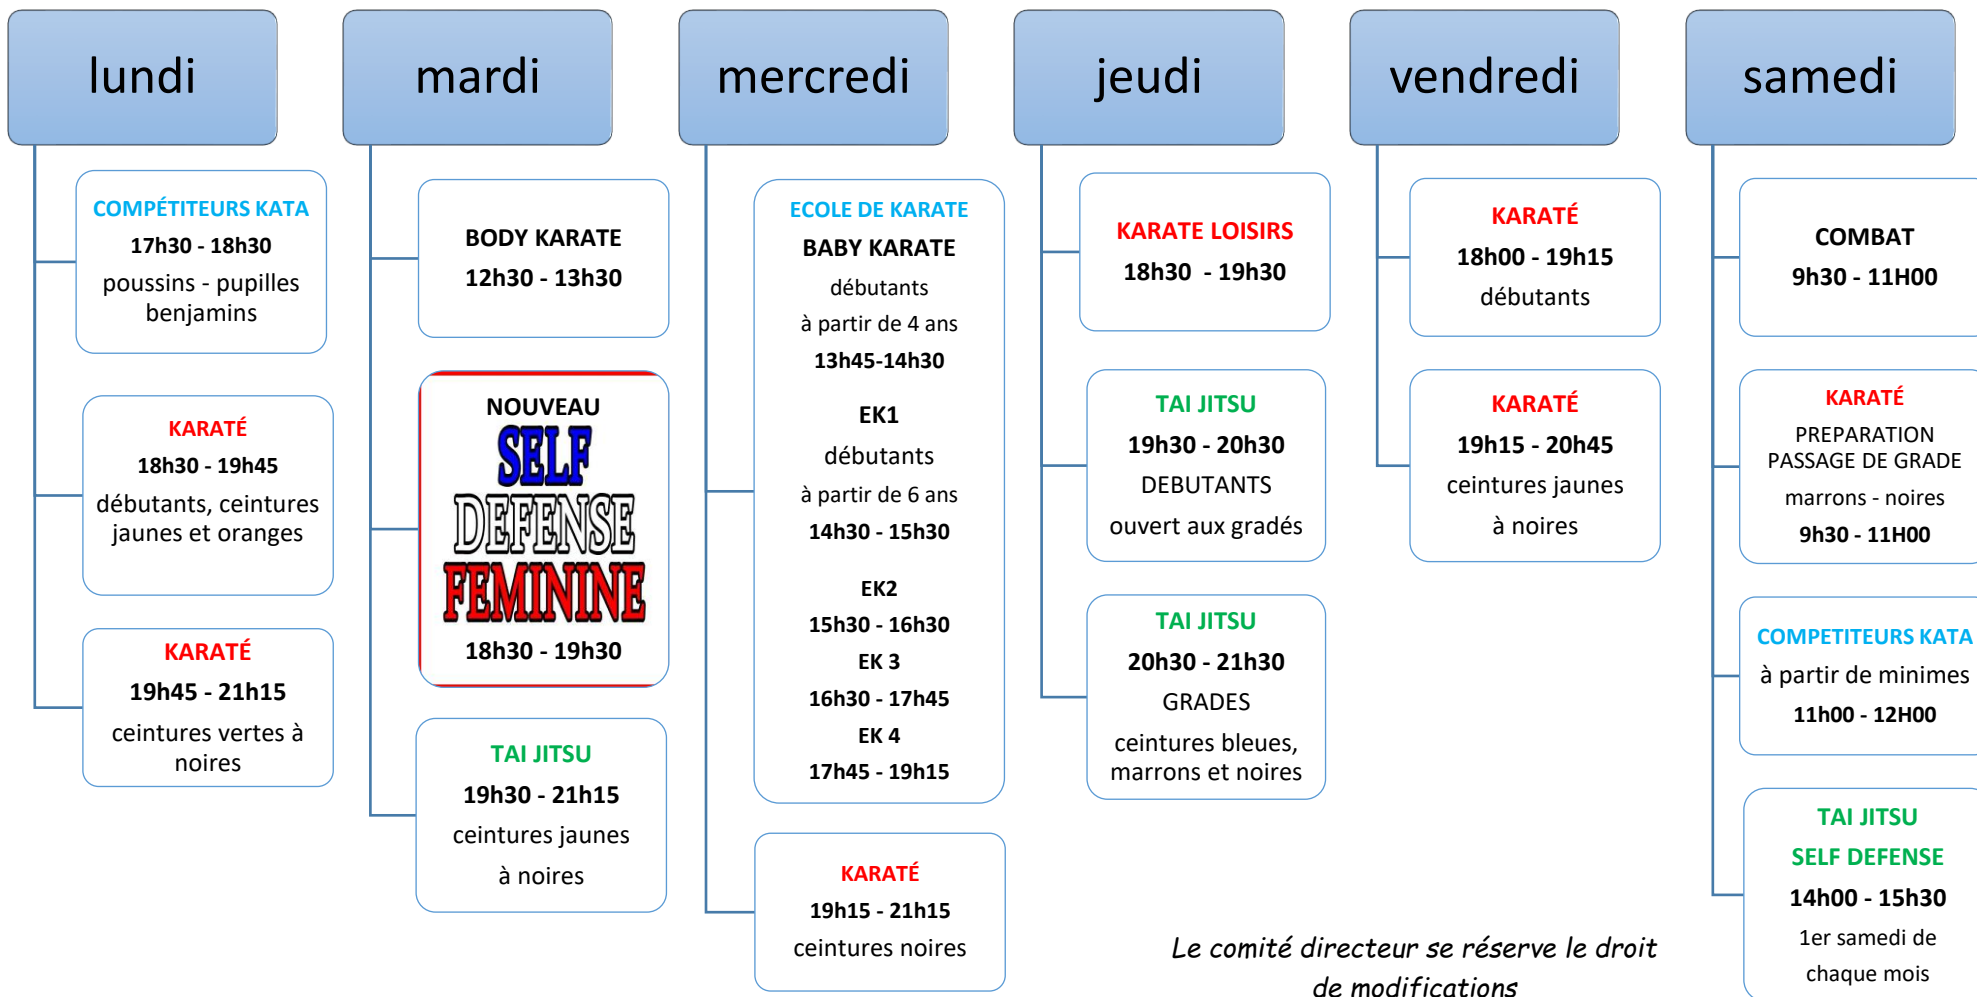 lundi
COMPÉTITEURS KATA
17h30 - 18h30
poussins - pupilles
benjamins
KARATÉ
18h30 - 19h45
débutants, ceintures
jaunes et oranges
KARATÉ
19h45 - 21h15
ceintures vertes à
noires
mardi
BODY KARATE
12h30 - 13h30
NOUVEAU
SELF
DEFENSE
FEMININE
18h30 - 19h30
TAI JITSU
19h30 - 21h15
ceintures jaunes
à noires
mercredi
ECOLE DE KARATE
BABY KARATE
débutants
à partir de 4 ans
13h45-14h30
EK1
débutants
à partir de 6 ans
14h30 - 15h30
EK2
15h30 - 16h30
EK 3
16h30 - 17h45
EK 4
17h45 - 19h15
KARATÉ
19h15 - 21h15
ceintures noires
jeudi
KARATE LOISIRS
18h30 - 19h30
TAI JITSU
19h30 - 20h30
DEBUTANTS
ouvert aux gradés
TAI JITSU
20h30 - 21h30
GRADES
ceintures bleues,
marrons et noires
vendredi
KARATÉ
18h00 - 19h15
débutants
KARATÉ
19h15 - 20h45
ceintures jaunes
à noires
samedi
COMBAT
9h30 - 11H00
KARATÉ
PREPARATION
PASSAGE DE GRADE
marrons - noires
9h30 - 11H00
COMPETITEURS KATA
à partir de minimes
11h00 - 12H00
TAI JITSU
SELF DEFENSE
14h00 - 15h30
1er samedi de
chaque mois
Le comité directeur se réserve le droit
de modifications